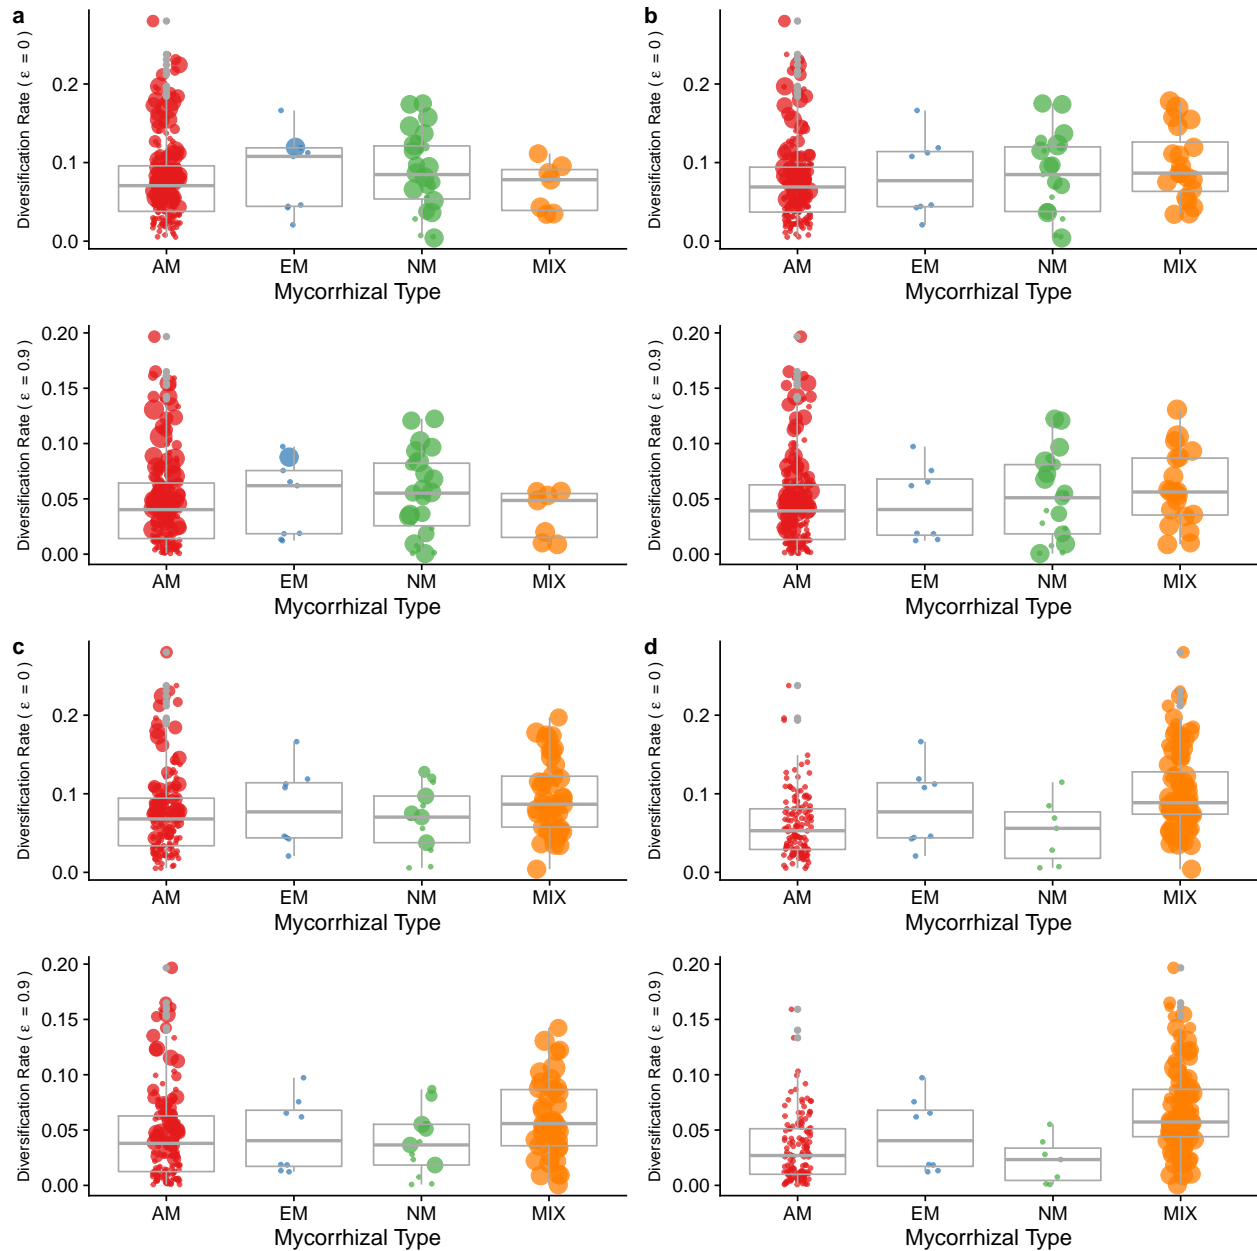 a
Diversification Rate ( ε = 0 )
0.2
0.1
0.0
AM EM NM MIX
Mycorrhizal Type
b
Diversification Rate ( ε = 0 )
0.2
0.1
0.0
AM EM NM MIX
Mycorrhizal Type
Diversification Rate ( ε = 0.9 )
0.20
0.15
0.10
0.05
0.00
AM EM NM MIX
Mycorrhizal Type
Diversification Rate ( ε = 0.9 )
0.20
0.15
0.10
0.05
0.00
AM EM NM MIX
Mycorrhizal Type
c
Diversification Rate ( ε = 0 )
0.2
0.1
0.0
AM EM NM MIX
Mycorrhizal Type
d
Diversification Rate ( ε = 0 )
0.2
0.1
0.0
AM EM NM MIX
Mycorrhizal Type
Diversification Rate ( ε = 0.9 )
0.20
0.15
0.10
0.05
0.00
AM EM NM MIX
Mycorrhizal Type
Diversification Rate ( ε = 0.9 )
0.20
0.15
0.10
0.05
0.00
AM EM NM MIX
Mycorrhizal Type